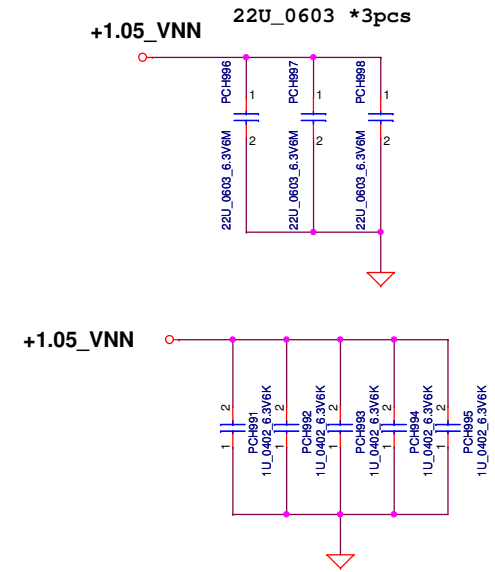 22U_0603 *3pcs
+1.05_VNN
PCH996
PCH997
PCH998
1
1
1
2
2
2
22U_0603_6.3V6M
22U_0603_6.3V6M
22U_0603_6.3V6M
+1.05_VNN
2
2
2
2
2
1
1
1
1
1
PCH991
1U_0402_6.3V6K
PCH992
1U_0402_6.3V6K
PCH993
1U_0402_6.3V6K
PCH994
1U_0402_6.3V6K
PCH995
1U_0402_6.3V6K